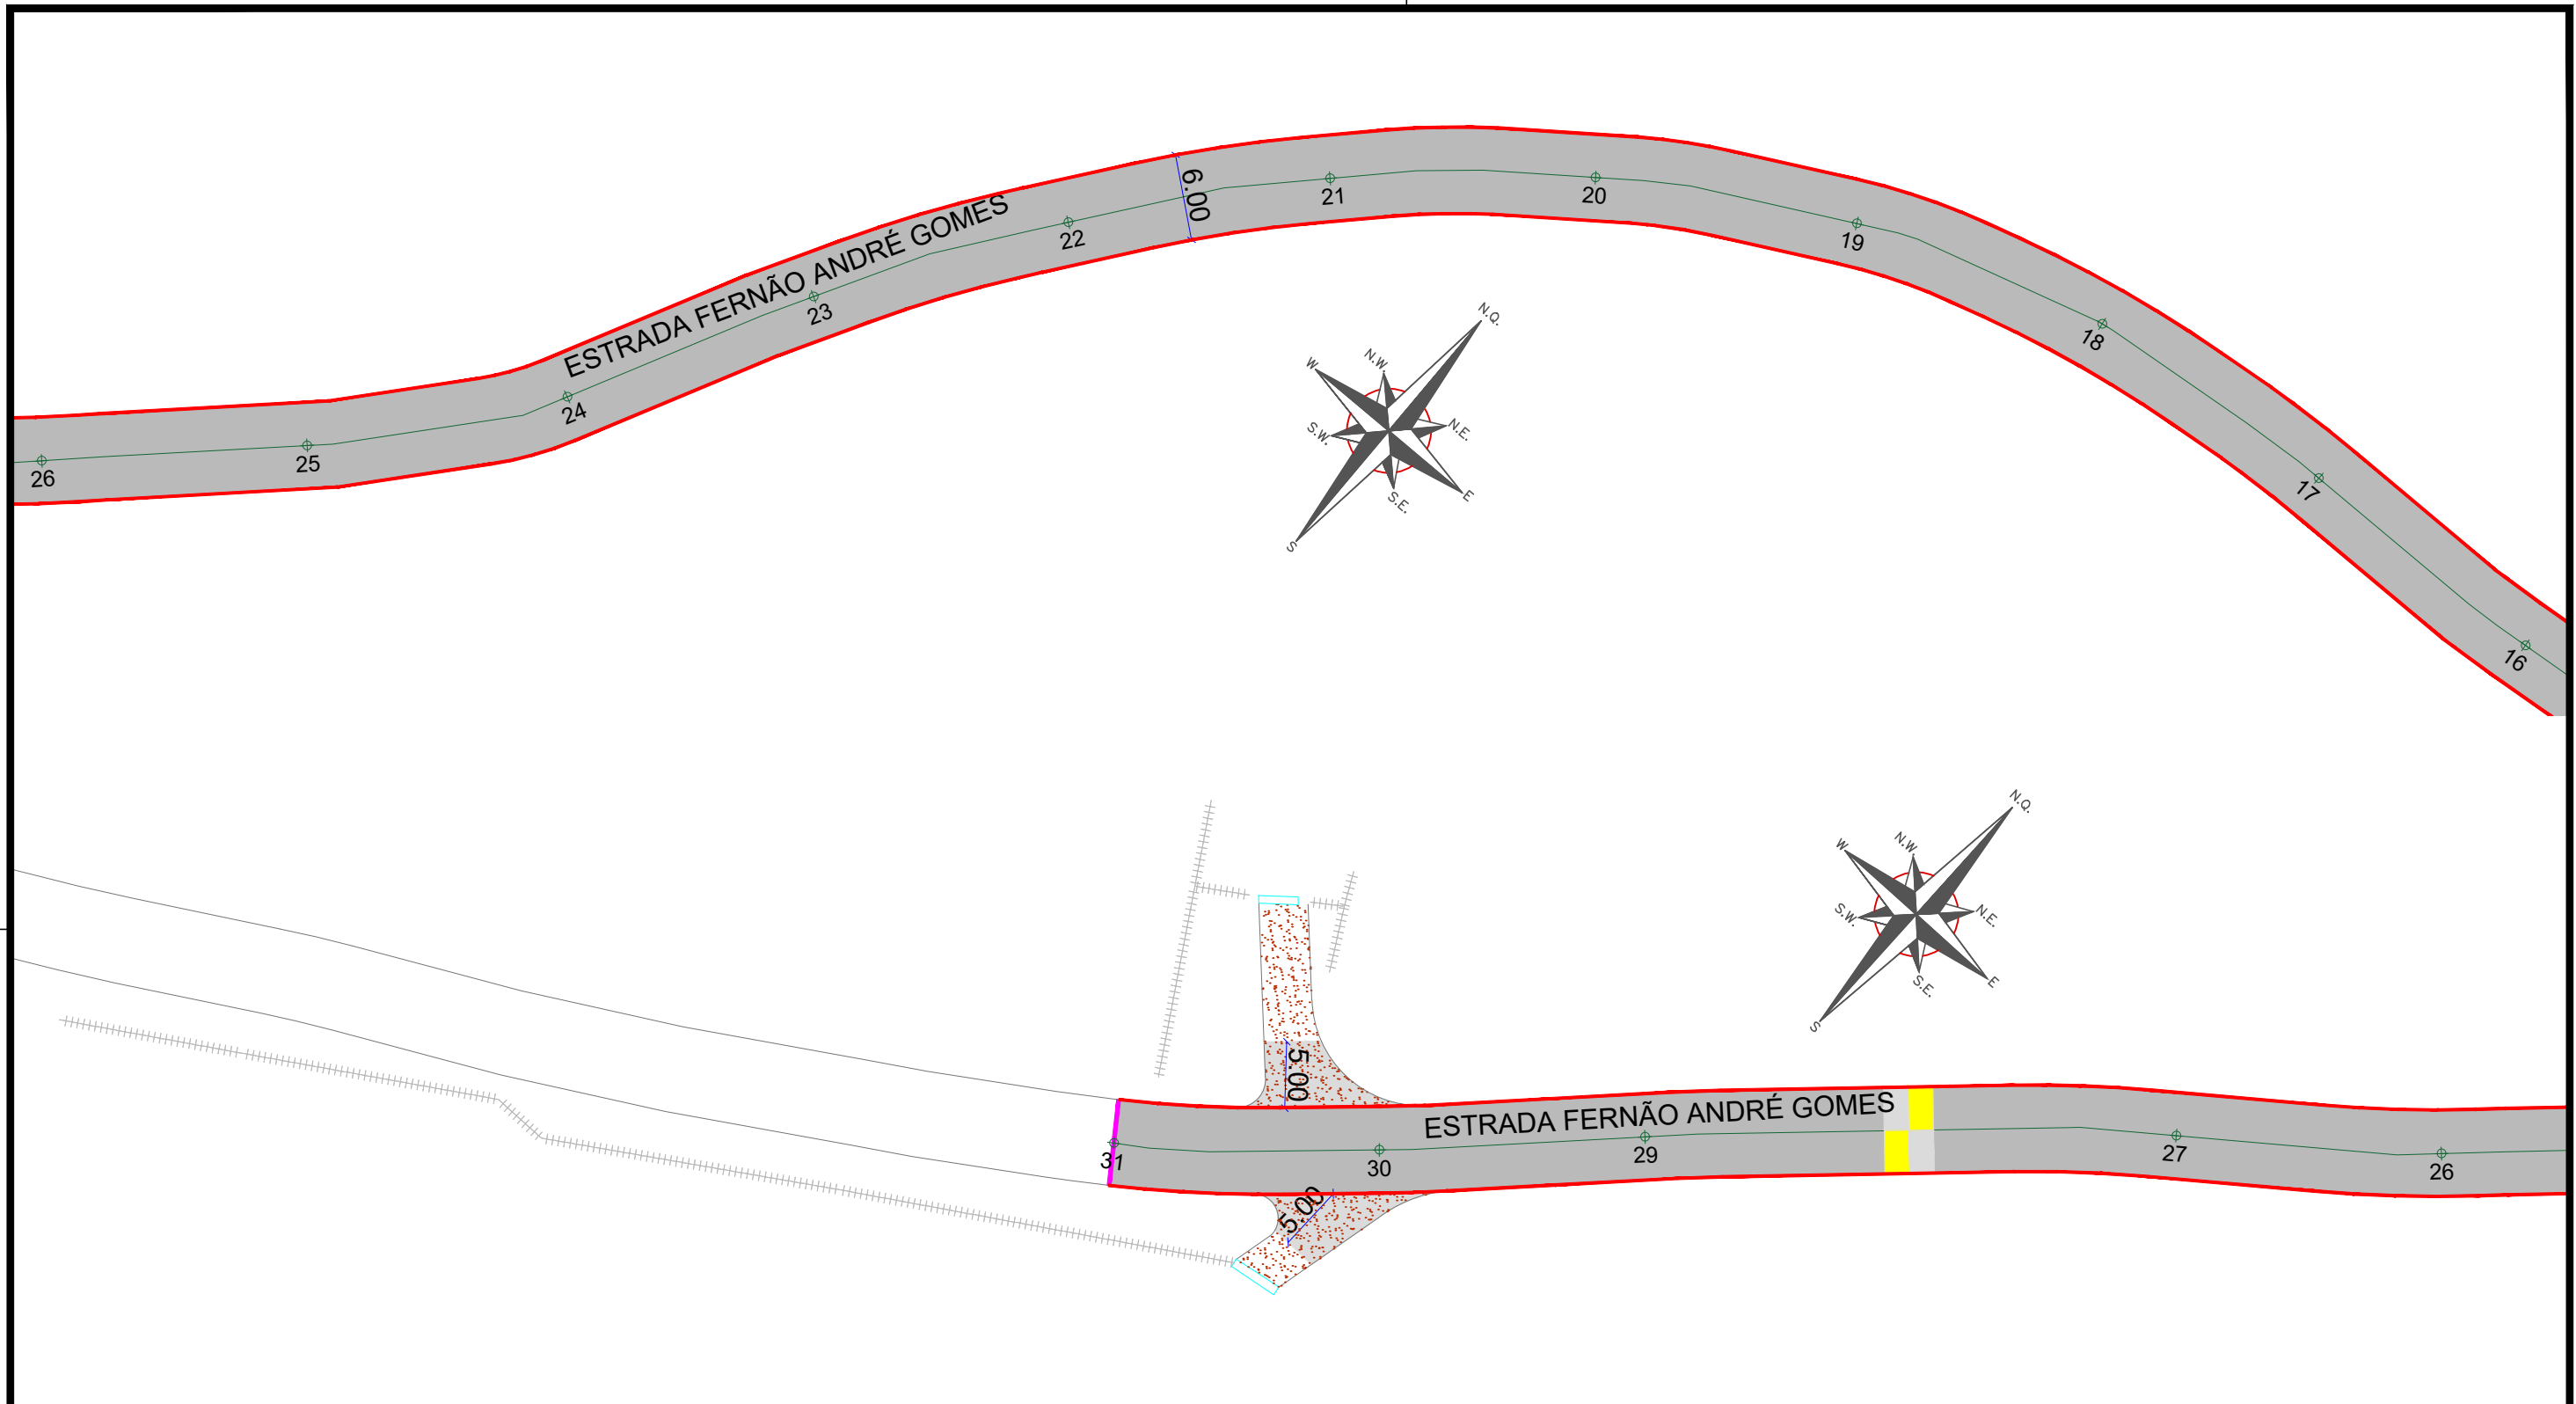 ESTRADA FERNÃO ANDRÉ GOMES
6.00
26
25
24
23
22
21
20
19
18
17
16
N.Q.
N.W.
W
S.W.
N.E.
S.E.
E
S
N.Q.
N.W.
W
S.W.
N.E.
S.E.
E
S
5.00
ESTRADA FERNÃO ANDRÉ GOMES
31
30
29
27
26
5.00